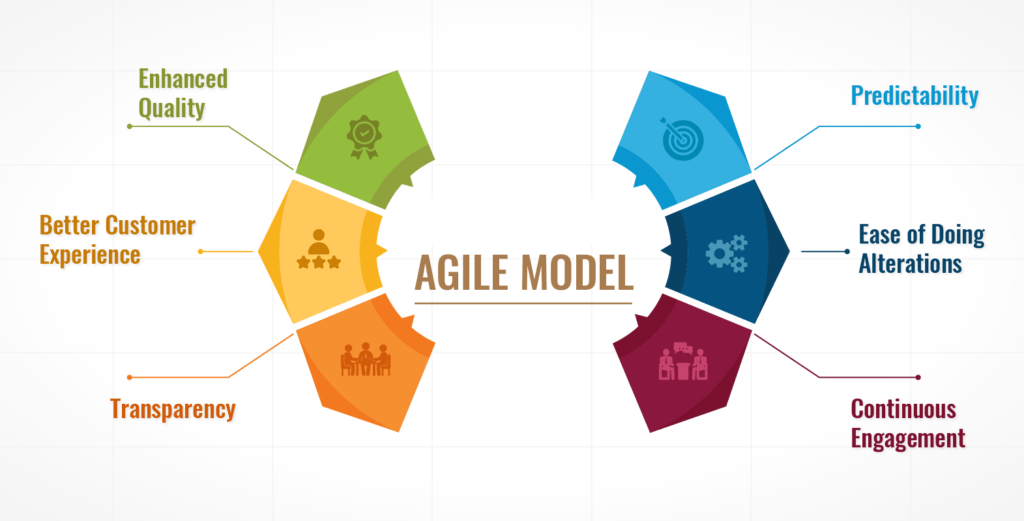 Enhanced
Quality
Better Customer
Experience
Transparency
AGILE MODEL
Predictability
Ease of Doing
Alterations
Continuous
Engagement